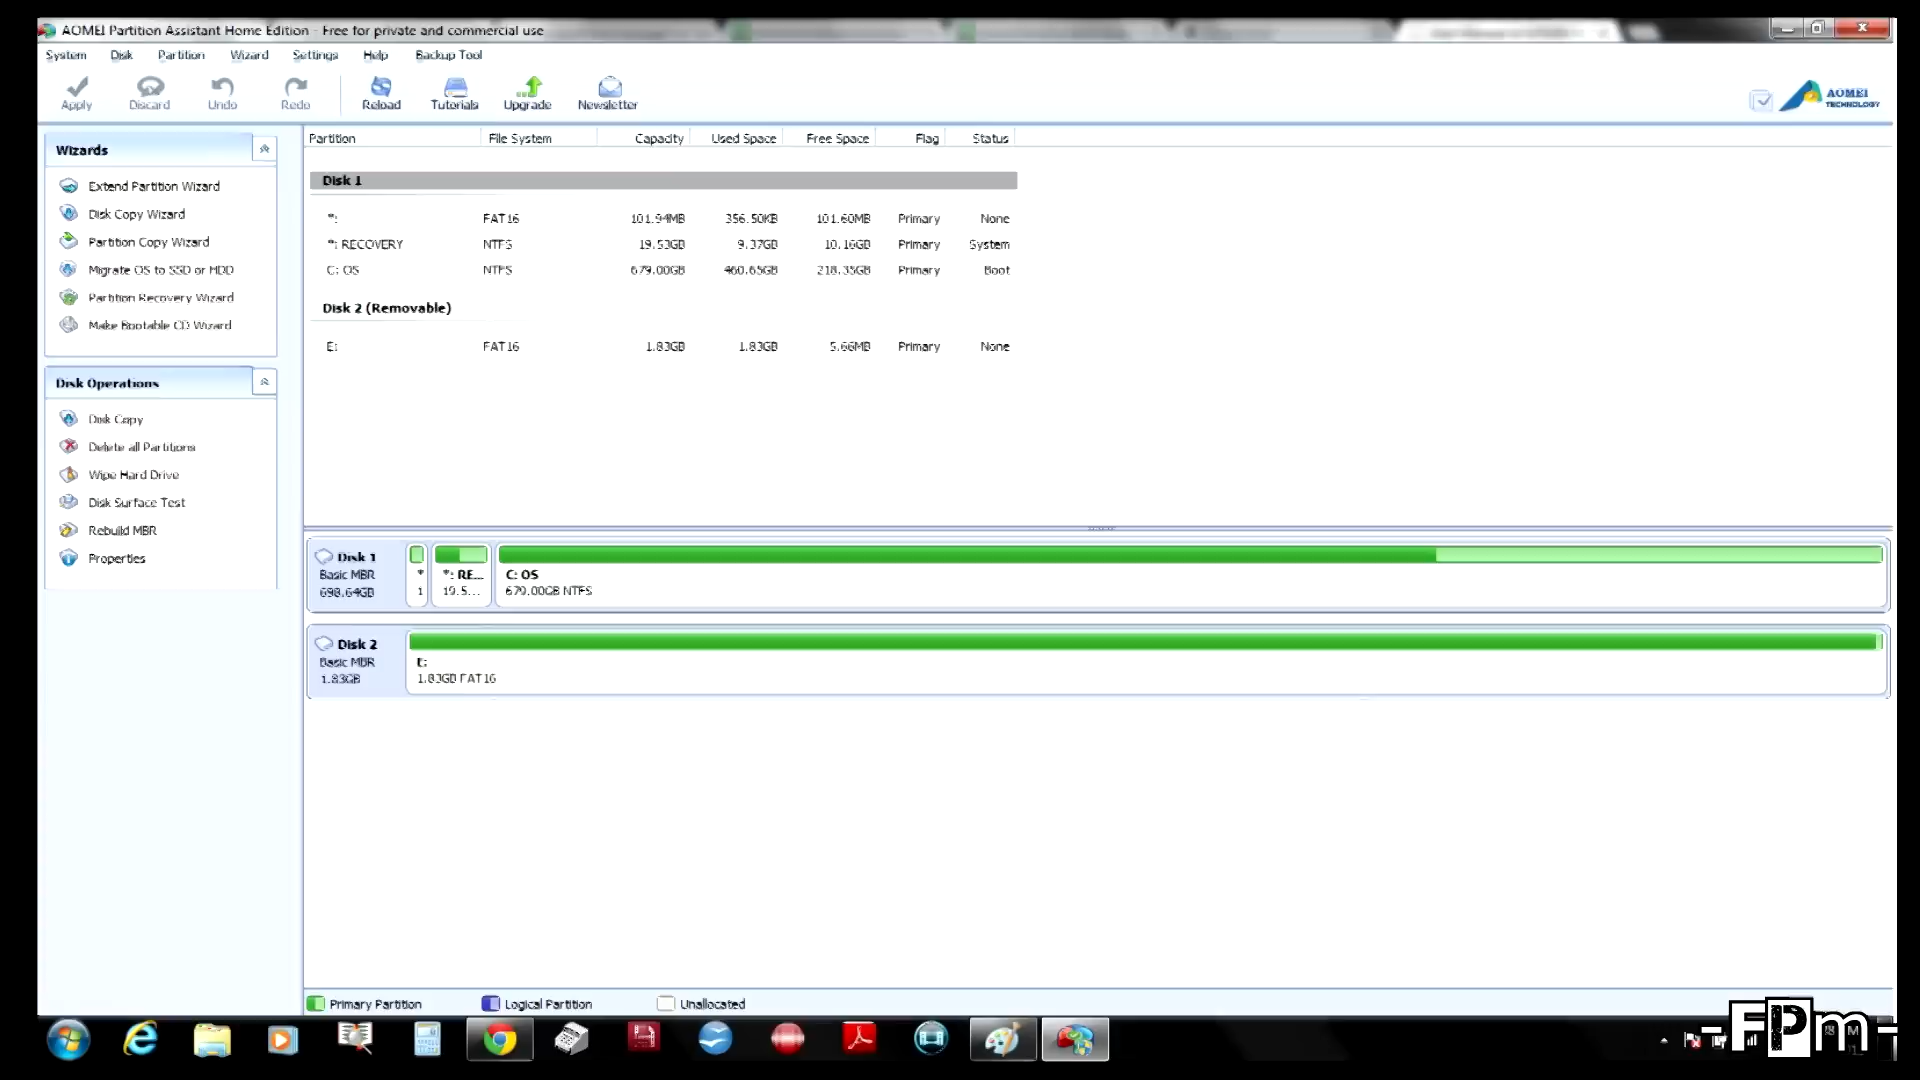 AOMEI Partition Assistant Home Edition - Free for private and commercial use
System Disk Partition Wizard Settings Help Backup Tool
Apply Discard Undo Redo Reload Tutorials Upgrade Newsletter
AOMEI
TECHNOLOGY
Wizards
Extend Partition Wizard
Disk Copy Wizard
Partition Copy Wizard
Migrate OS to SSD or HDD
Partition Recovery Wizard
Make Bootable CD Wizard
Disk Operations
Disk Copy
Delete all Partitions
Wipe Hard Drive
Disk Surface Test
Rebuild MBR
Properties
Partition File System Capacity Used Space Free Space Flag Status
Disk 1
*: FAT16 101.94MB 356.50KB 101.60MB Primary None
*: RECOVERY NTFS 19.53GB 9.37GB 10.16GB Primary System
C: OS NTFS 679.00GB 460.65GB 218.35GB Primary Boot
Disk 2 (Removable)
E: FAT16 1.83GB 1.83GB 5.66MB Primary None
Disk 1
Basic MBR
698.64GB
*
1
*: RE...
19.5...
C: OS
679.00GB NTFS
Disk 2
Basic MBR
1.83GB
E:
1.83GB FAT16
Primary Partition Logical Partition Unallocated
-FPm-